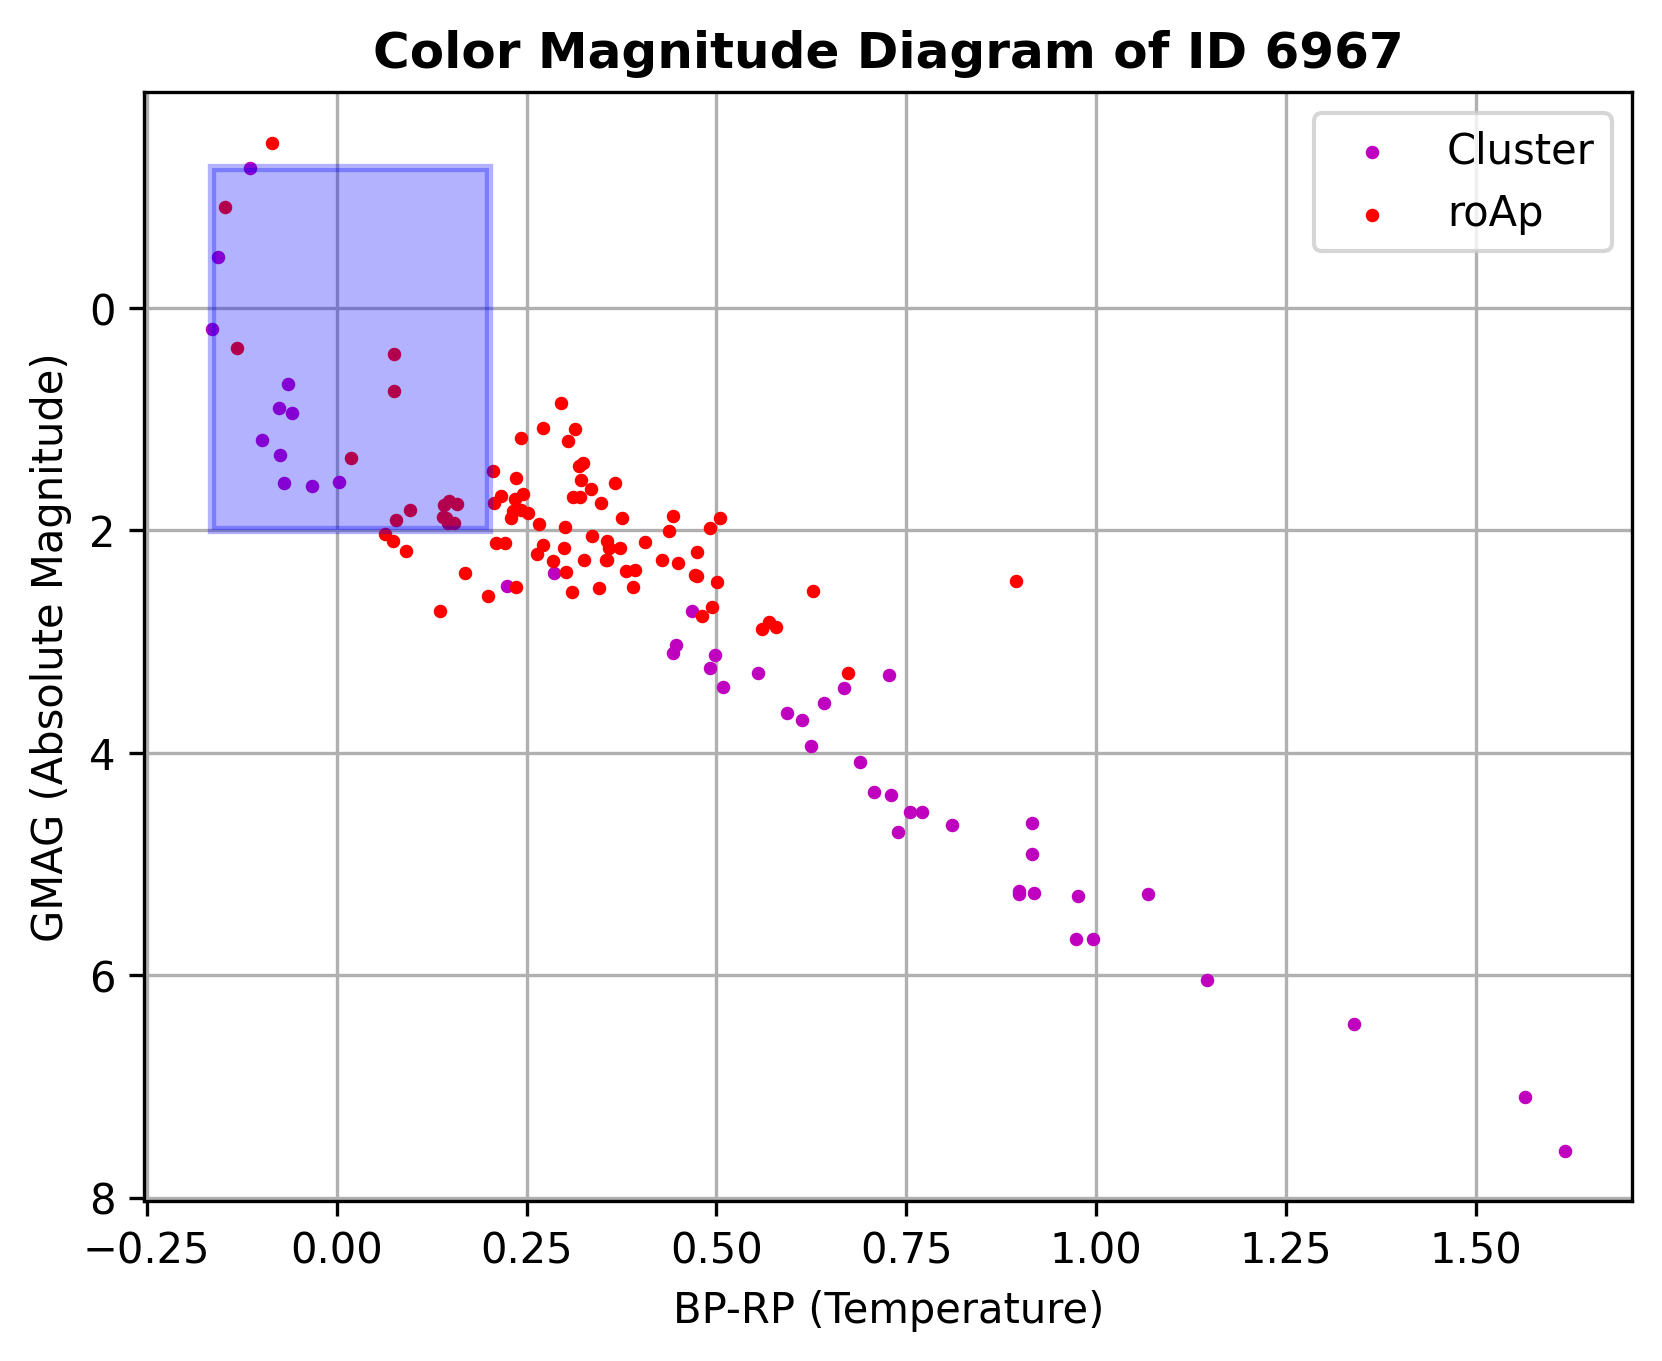 Color Magnitude Diagram of ID 6967
Cluster
roAp
GMAG (Absolute Magnitude)
0
2
4
6
8
−0.25 0.00 0.25 0.50 0.75 1.00 1.25 1.50
BP-RP (Temperature)